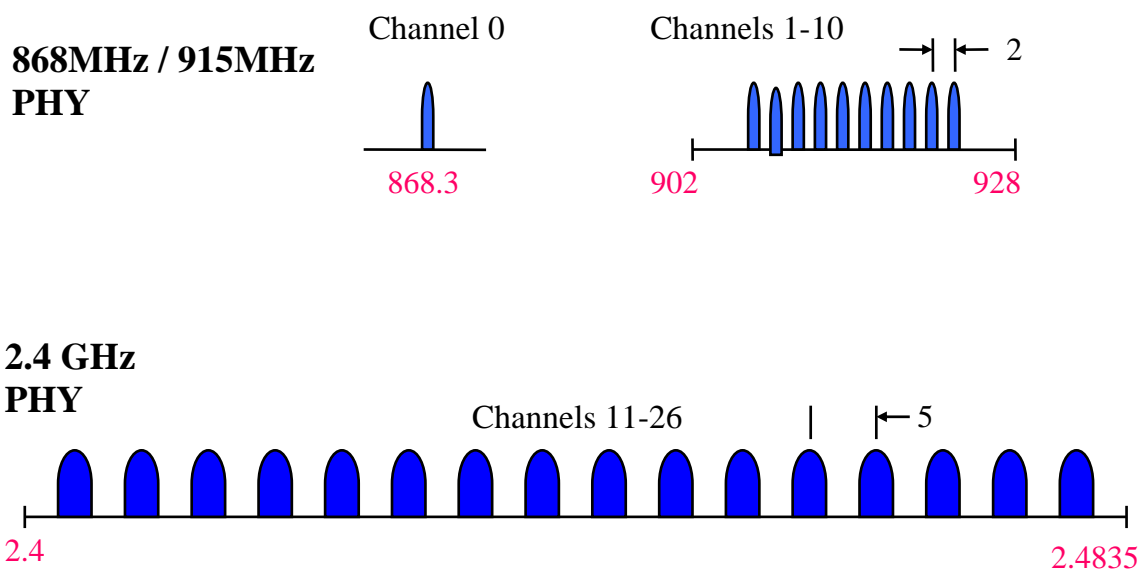 868MHz / 915MHz
PHY
Channel 0
Channels 1-10
2
868.3
902
928
2.4 GHz
PHY
Channels 11-26
5
2.4
2.4835